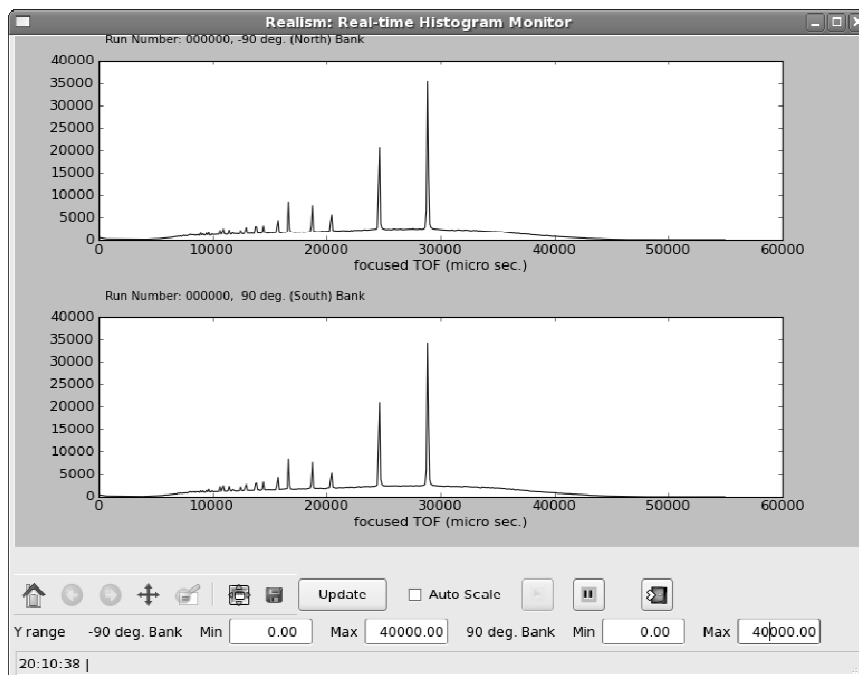 Realism: Real-time Histogram Monitor
Run Number: 000000, -90 deg. (North) Bank
40000
35000
30000
25000
20000
15000
10000
5000
0
0 10000 20000 30000 40000 50000 60000
focused TOF (micro sec.)
Run Number: 000000, 90 deg. (South) Bank
40000
35000
30000
25000
20000
15000
10000
5000
0
0 10000 20000 30000 40000 50000 60000
focused TOF (micro sec.)
Update Auto Scale
Y range -90 deg. Bank Min 0.00 Max 40000.00 90 deg. Bank Min 0.00 Max 40000.00
20:10:38 |